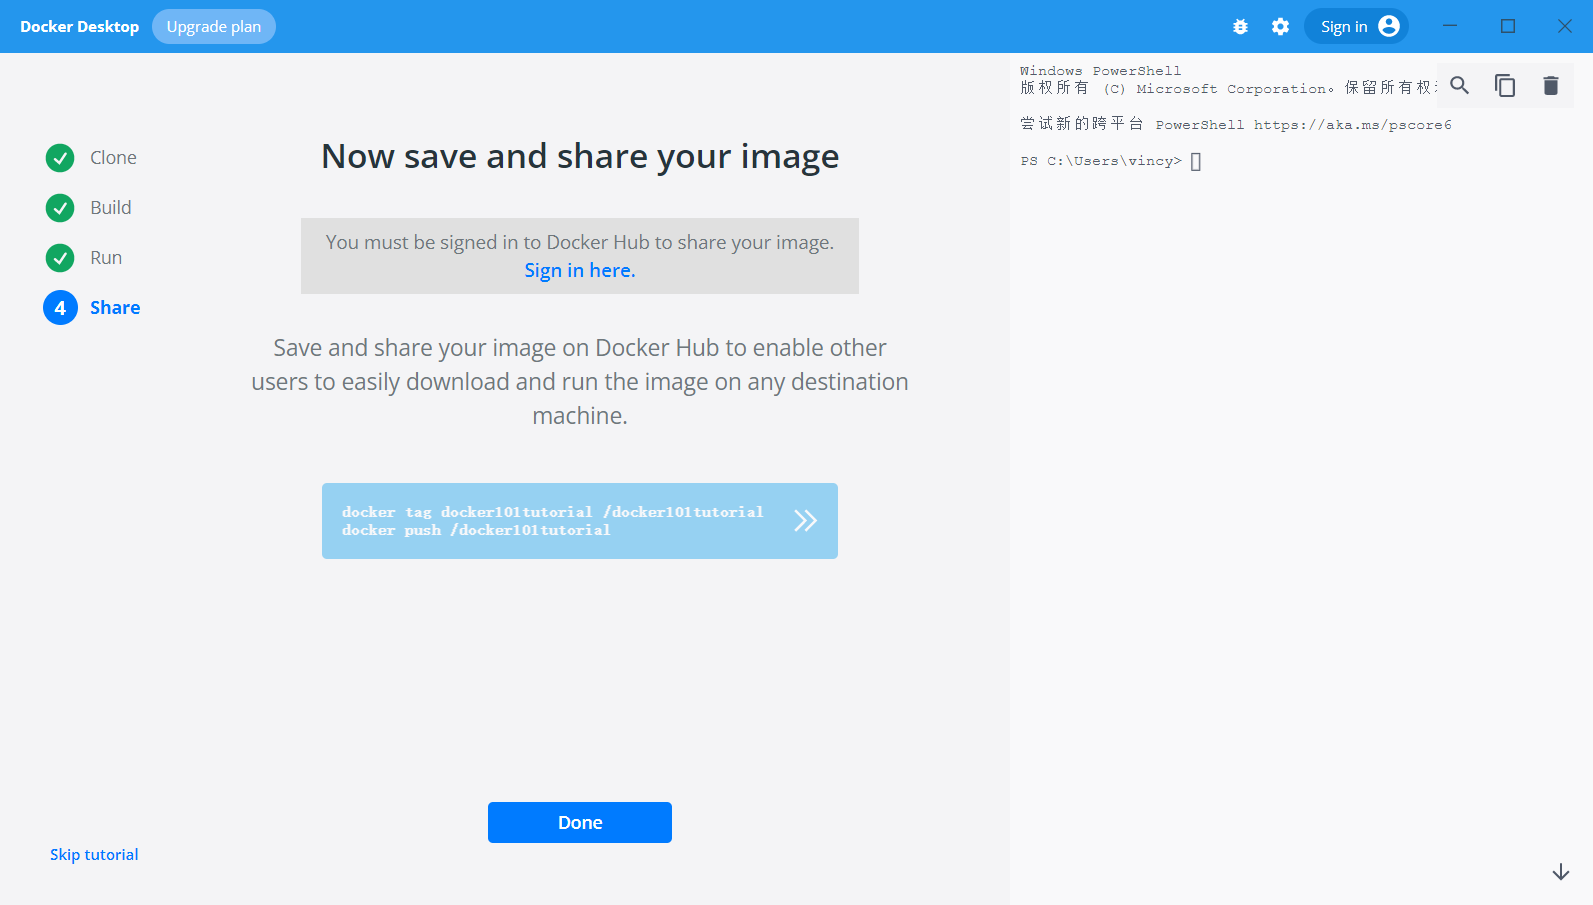 Docker Desktop
Upgrade plan
Sign in
Clone
Build
Run
4 Share
Now save and share your image
You must be signed in to Docker Hub to share your image.
Sign in here.
Save and share your image on Docker Hub to enable other
users to easily download and run the image on any destination
machine.
docker tag docker101tutorial /docker101tutorial
docker push /docker101tutorial
Done
Skip tutorial
Windows PowerShell
版权所有 (C) Microsoft Corporation。保留所有权
尝试新的跨平台 PowerShell https://aka.ms/pscore6
PS C:\Users\vincy>